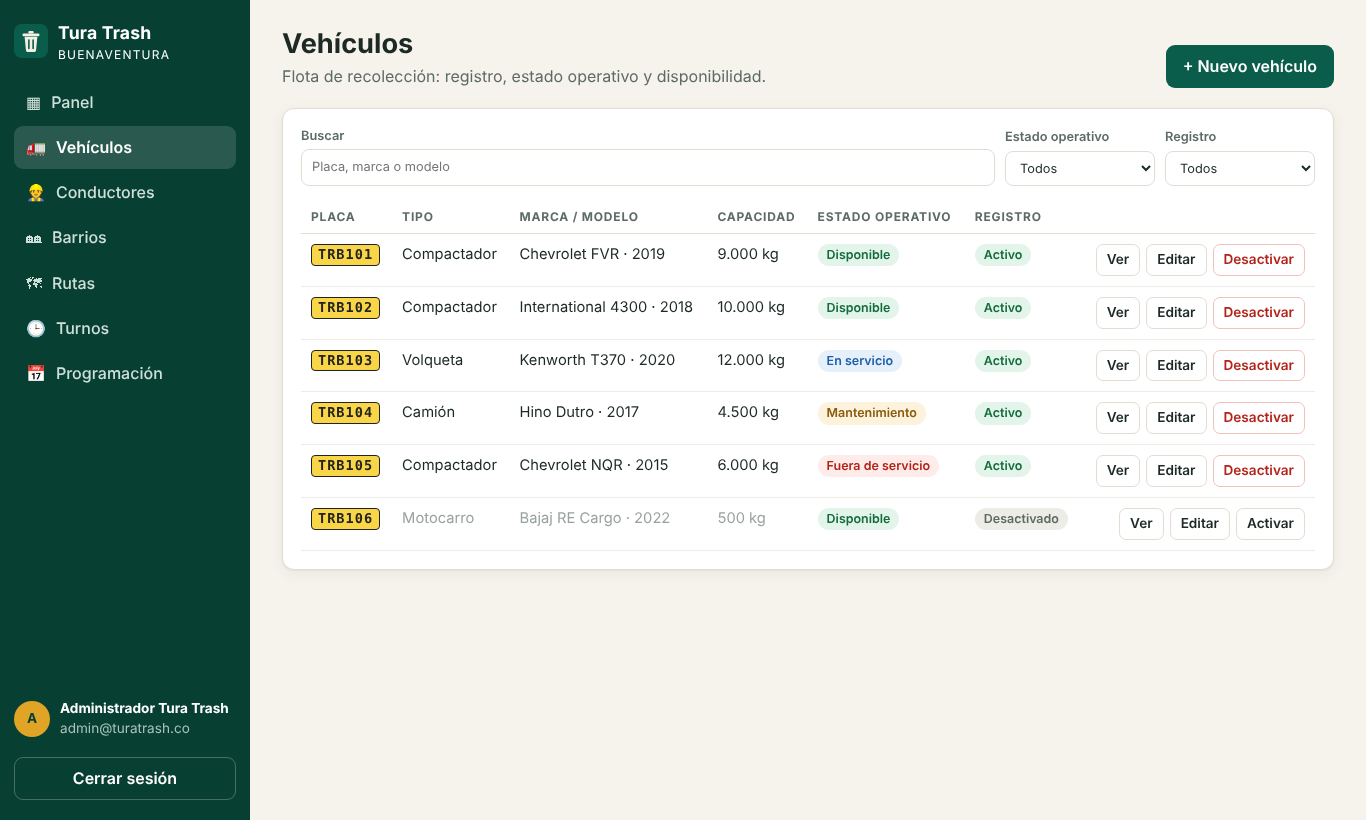 Tura Trash
BUENAVENTURA
Panel
Vehículos
Conductores
Barrios
Rutas
Turnos
Programación
A
Administrador Tura Trash
admin@turatrash.co
Cerrar sesión
Vehículos
Flota de recolección: registro, estado operativo y disponibilidad.
+ Nuevo vehículo
Buscar
Placa, marca o modelo
Estado operativo
Todos
Registro
Todos
PLACA TIPO MARCA / MODELO CAPACIDAD ESTADO OPERATIVO REGISTRO
TRB101 Compactador Chevrolet FVR · 2019 9.000 kg Disponible Activo Ver Editar Desactivar
TRB102 Compactador International 4300 · 2018 10.000 kg Disponible Activo Ver Editar Desactivar
TRB103 Volqueta Kenworth T370 · 2020 12.000 kg En servicio Activo Ver Editar Desactivar
TRB104 Camión Hino Dutro · 2017 4.500 kg Mantenimiento Activo Ver Editar Desactivar
TRB105 Compactador Chevrolet NQR · 2015 6.000 kg Fuera de servicio Activo Ver Editar Desactivar
TRB106 Motocarro Bajaj RE Cargo · 2022 500 kg Disponible Desactivado Ver Editar Activar